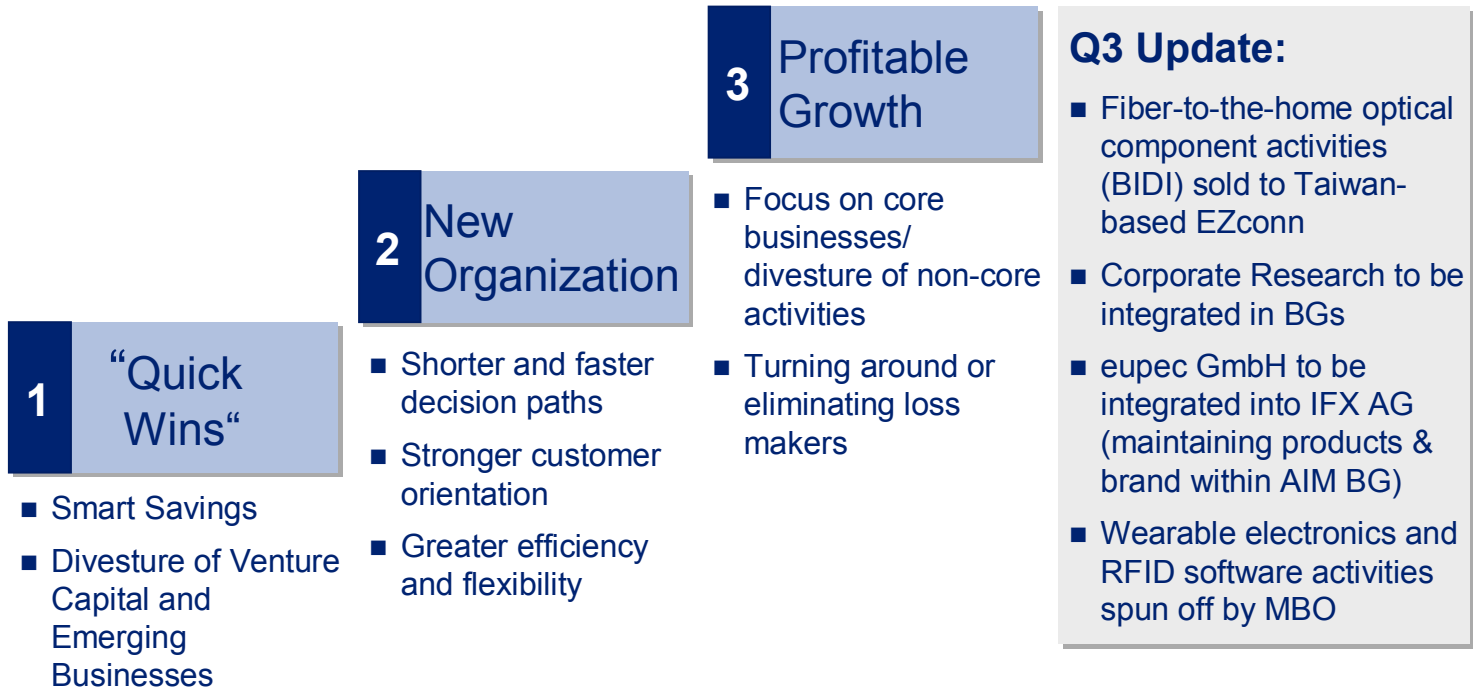 1
“Quick
Wins“
■ Smart Savings
■ Divesture of Venture
Capital and
Emerging
Businesses
2
New
Organization
■ Shorter and faster
decision paths
■ Stronger customer
orientation
■ Greater efficiency
and flexibility
3
Profitable
Growth
■ Focus on core
businesses/
divesture of non-core
activities
■ Turning around or
eliminating loss
makers
Q3 Update:
■ Fiber-to-the-home optical
component activities
(BIDI) sold to Taiwan-
based EZconn
■ Corporate Research to be
integrated in BGs
■ eupec GmbH to be
integrated into IFX AG
(maintaining products &
brand within AIM BG)
■ Wearable electronics and
RFID software activities
spun off by MBO